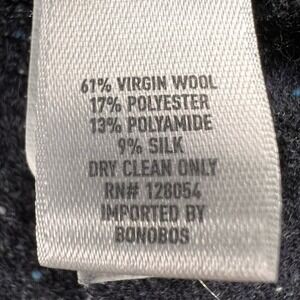 61% VIRGIN WOOL
17% POLYESTER
13% POLYAMIDE
9% SILK
DRY CLEAN ONLY
RN# 128054
IMPORTED BY
BONOBOS